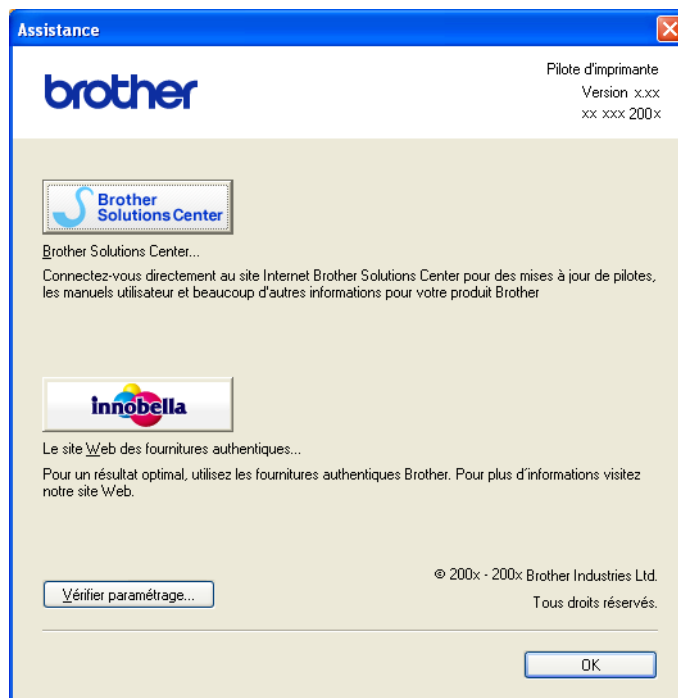 Assistance
brother
Pilote d'imprimante
Version x.xx
xx xxx 200x
Brother
Solutions Center
Brother Solutions Center...
Connectez-vous directement au site Internet Brother Solutions Center pour des mises à jour de pilotes,
les manuels utilisateur et beaucoup d'autres informations pour votre produit Brother
innobella
Le site Web des fournitures authentiques...
Pour un résultat optimal, utilisez les fournitures authentiques Brother. Pour plus d´informations visitez
notre site Web.
© 200x - 200x Brother Industries Ltd.
Vérifier paramétrage...
Tous droits réservés.
OK